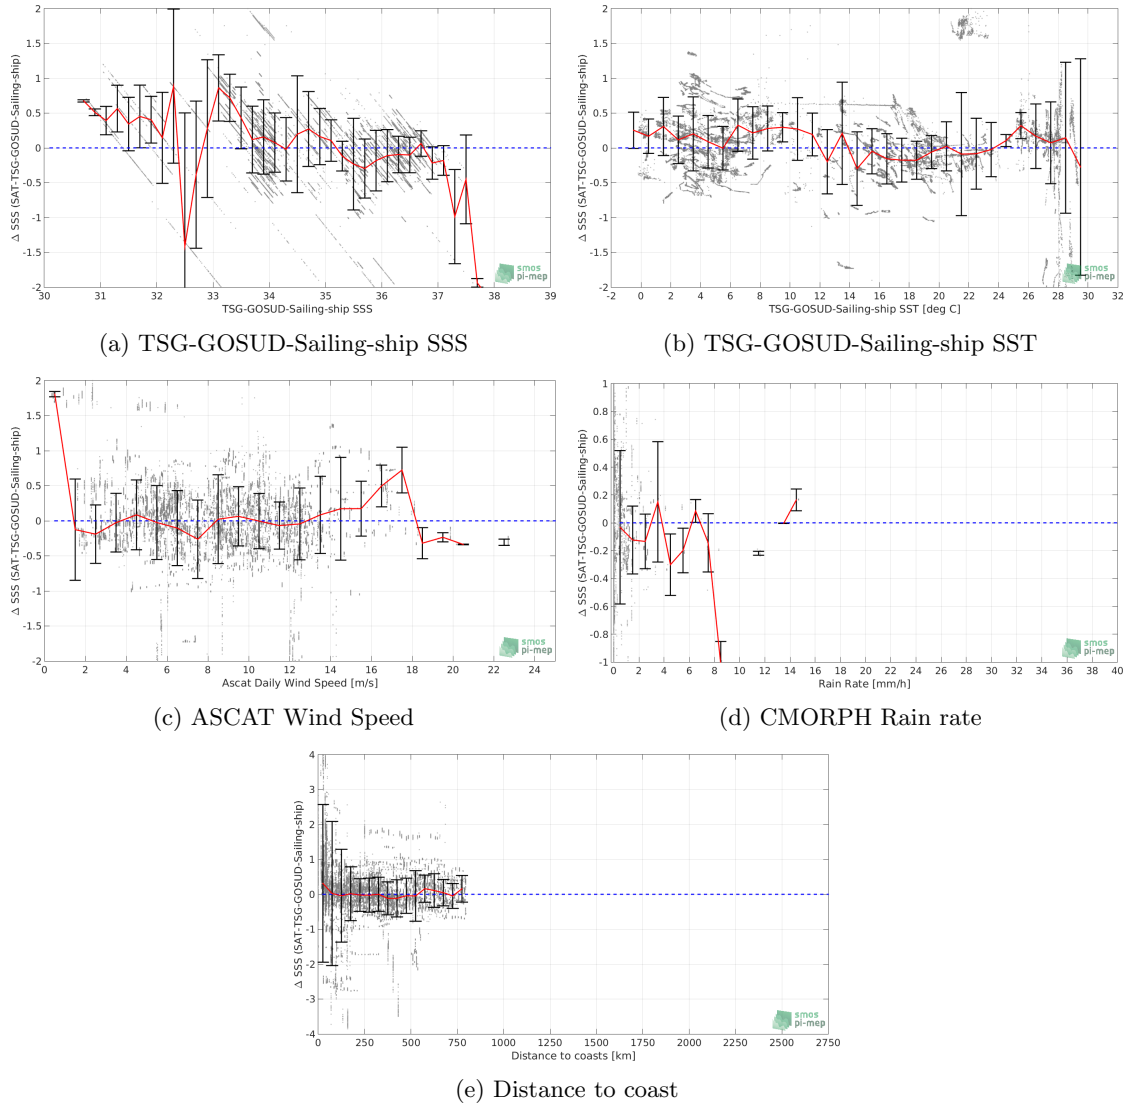 2
1.5
1
0.5
0
-0.5
-1
-1.5
-2
Δ SSS (SAT-TSG-GOSUD-Sailing-ship)
30 31 32 33 34 35 36 37 38 39
TSG-GOSUD-Sailing-ship SSS
smos
pi-mep
(a) TSG-GOSUD-Sailing-ship SSS
2
1.5
1
0.5
0
-0.5
-1
-1.5
-2
Δ SSS (SAT-TSG-GOSUD-Sailing-ship)
-2 0 2 4 6 8 10 12 14 16 18 20 22 24 26 28 30 32
TSG-GOSUD-Sailing-ship SST [deg C]
smos
pi-mep
(b) TSG-GOSUD-Sailing-ship SST
2
1.5
1
0.5
0
-0.5
-1
-1.5
-2
Δ SSS (SAT-TSG-GOSUD-Sailing-ship)
0 2 4 6 8 10 12 14 16 18 20 22 24
Ascat Daily Wind Speed [m/s]
smos
pi-mep
(c) ASCAT Wind Speed
1
0.8
0.6
0.4
0.2
0
-0.2
-0.4
-0.6
-0.8
-1
Δ SSS (SAT-TSG-GOSUD-Sailing-ship)
0 2 4 6 8 10 12 14 16 18 20 22 24 26 28 30 32 34 36 38 40
Rain Rate [mm/h]
smos
pi-mep
(d) CMORPH Rain rate
4
3
2
1
0
-1
-2
-3
-4
Δ SSS (SAT-TSG-GOSUD-Sailing-ship)
0 250 500 750 1000 1250 1500 1750 2000 2250 2500 2750
Distance to coasts [km]
smos
pi-mep
(e) Distance to coast